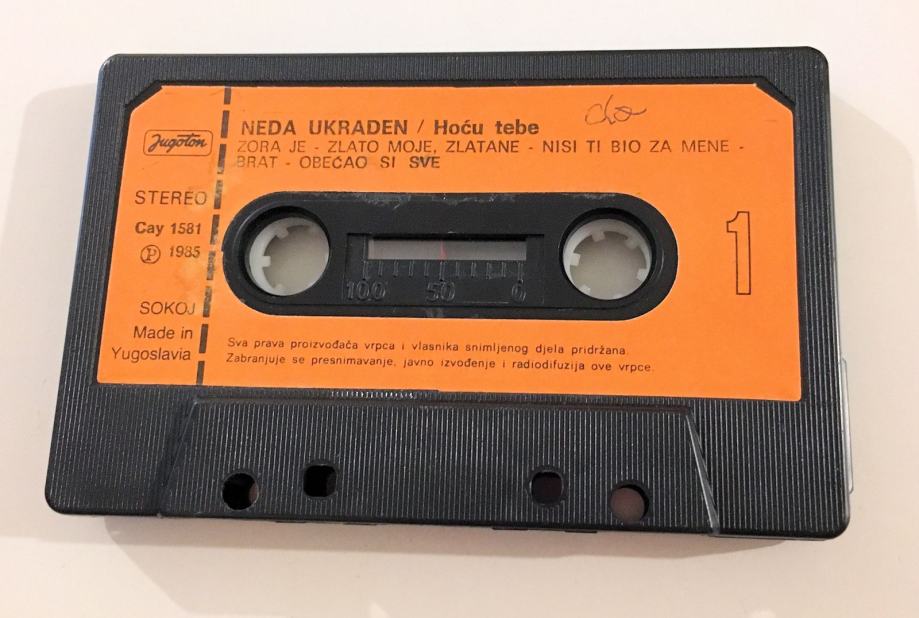 Jugoton
STEREO
Cay 1581
Ⓟ 1985
SOKOJ
Made in
Yugoslavia
NEDA UKRADEN / Hoću tebe
ZORA JE - ZLATO MOJE, ZLATANE - NISI TI BIO ZA MENE -
BRAT - OBEĆAO SI SVE
100 50 0
1
Sva prava proizvođača vrpca i vlasnika snimljenog djela pridržana.
Zabranjuje se presnimavanje, javno izvođenje i radiodifuzija ove vrpce.